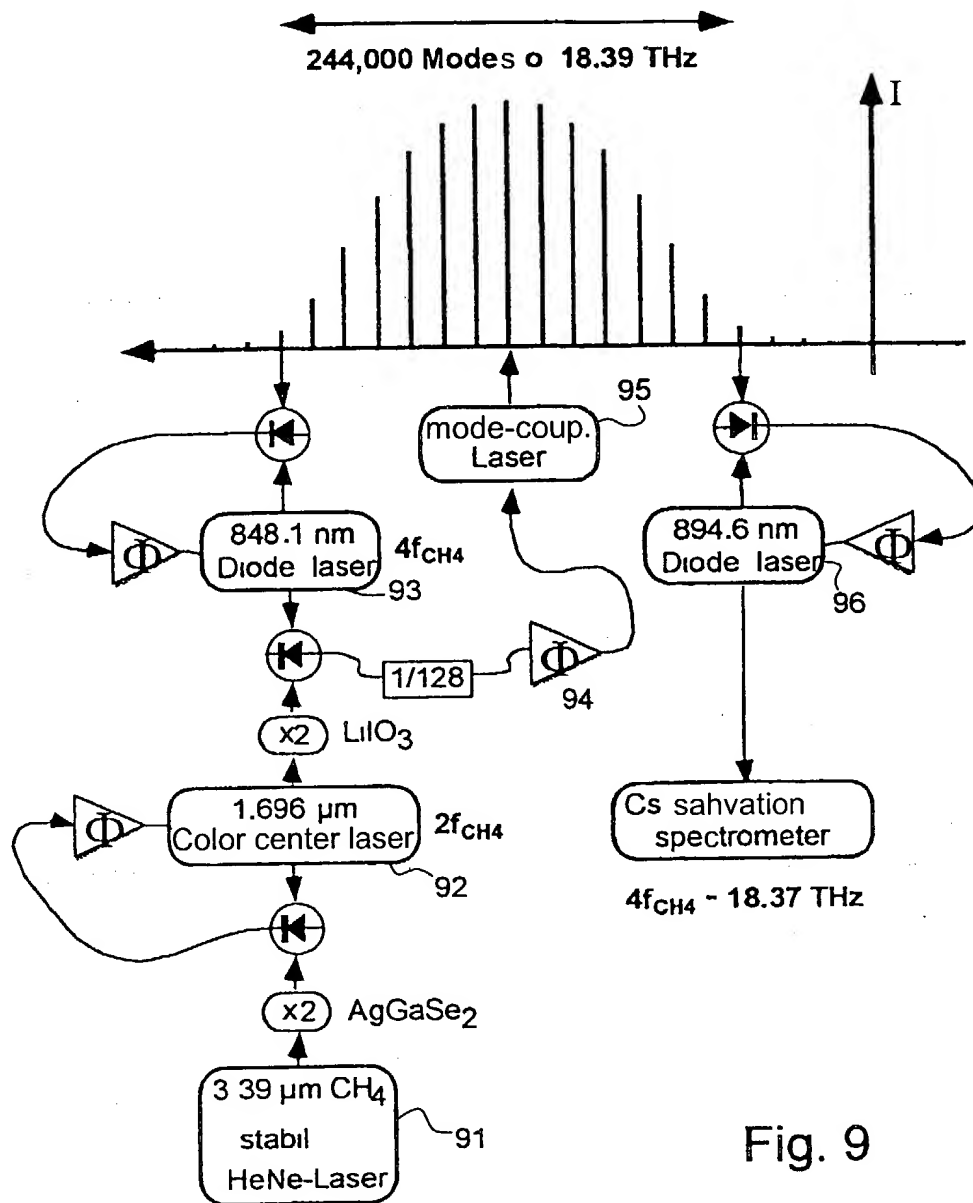 244,000 Modes o 18.39 THz
I
95
mode-coup.
Laser
848.1 nm
Diode laser
4fCH4
93
Φ
894.6 nm
Diode laser
96
Φ
1/128
Φ
94
x2 LiIO3
Φ
1.696 µm
Color center laser
2fCH4
92
Cs sahvation
spectrometer
4fCH4 - 18.37 THz
x2 AgGaSe2
3 39 µm CH4
stabil
HeNe-Laser
91
Fig. 9